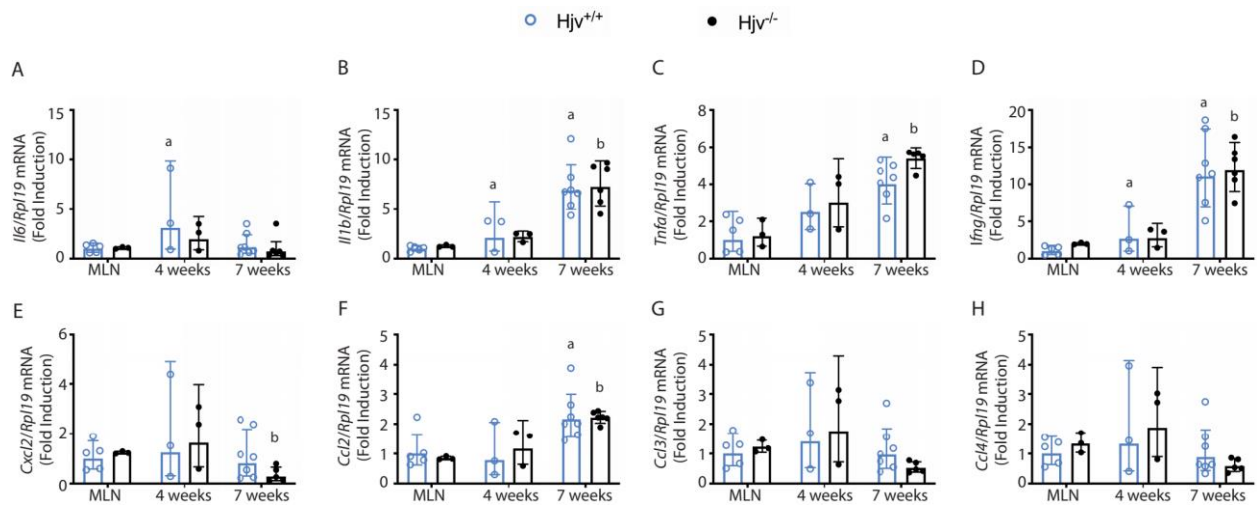 Hjv+/+ Hjv-/-
A B C D
Il6/Rpl19 mRNA
(Fold Induction)
15
10
5
0
a
MLN 4 weeks 7 weeks
Il1b/Rpl19 mRNA
(Fold Induction)
15
10
5
0
a
a
b
MLN 4 weeks 7 weeks
Tnfa/Rpl19 mRNA
(Fold Induction)
8
6
4
2
0
a
b
MLN 4 weeks 7 weeks
Ifng/Rpl19 mRNA
(Fold Induction)
20
15
10
5
0
a
a
b
MLN 4 weeks 7 weeks
E F G H
Cxcl2/Rpl19 mRNA
(Fold Induction)
6
4
2
0
b
MLN 4 weeks 7 weeks
Ccl2/Rpl19 mRNA
(Fold Induction)
5
4
3
2
1
0
a
b
MLN 4 weeks 7 weeks
Ccl3/Rpl19 mRNA
(Fold Induction)
5
4
3
2
1
0
MLN 4 weeks 7 weeks
Ccl4/Rpl19 mRNA
(Fold Induction)
5
4
3
2
1
0
MLN 4 weeks 7 weeks